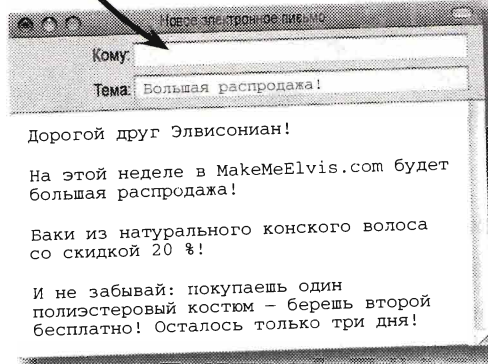 Новое электронное письмо
Кому:
Тема: Большая распродажа!
Дорогой друг Элвисониан!
На этой неделе в MakeMeElvis.com будет
большая распродажа!
Баки из натурального конского волоса
со скидкой 20 %!
И не забывай: покупаешь один
полиэстеровый костюм — берешь второй
бесплатно! Осталось только три дня!